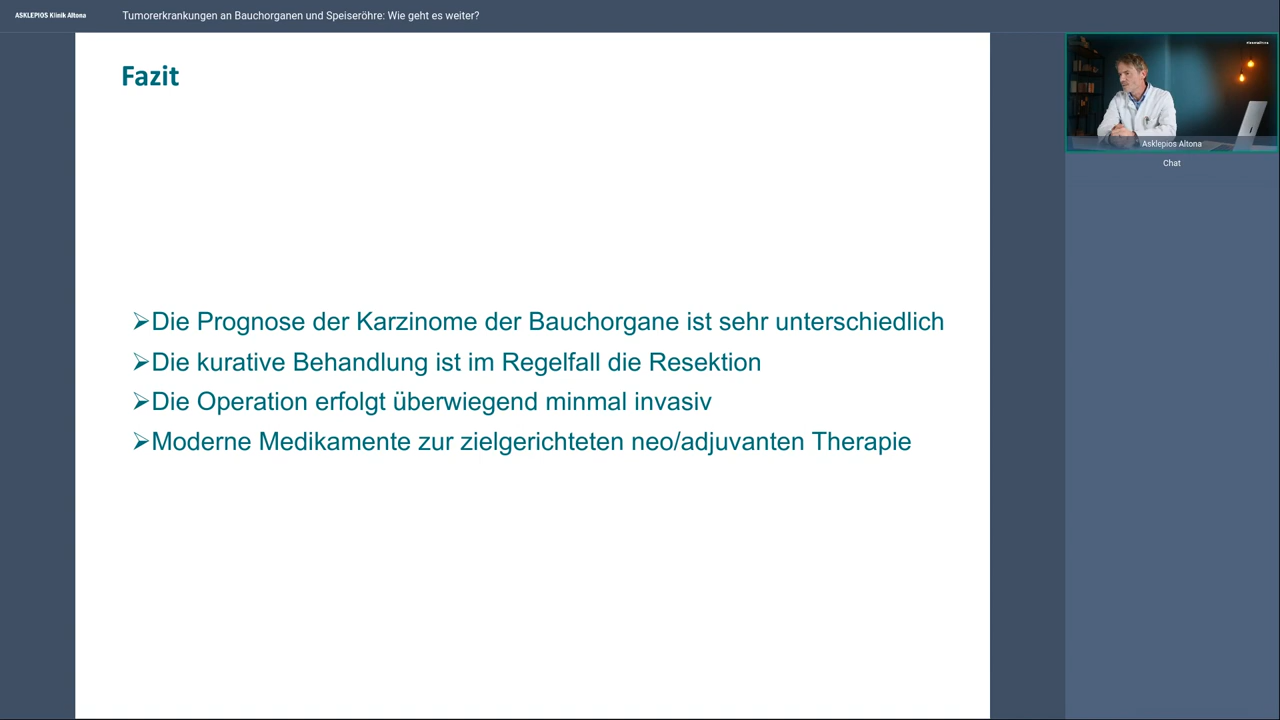 ASKLEPIOS Klinik Altona
Tumorerkrankungen an Bauchorganen und Speiseröhre: Wie geht es weiter?
Fazit
➢Die Prognose der Karzinome der Bauchorgane ist sehr unterschiedlich
➢Die kurative Behandlung ist im Regelfall die Resektion
➢Die Operation erfolgt überwiegend minmal invasiv
➢Moderne Medikamente zur zielgerichteten neo/adjuvanten Therapie
Asklepios Altona
Chat